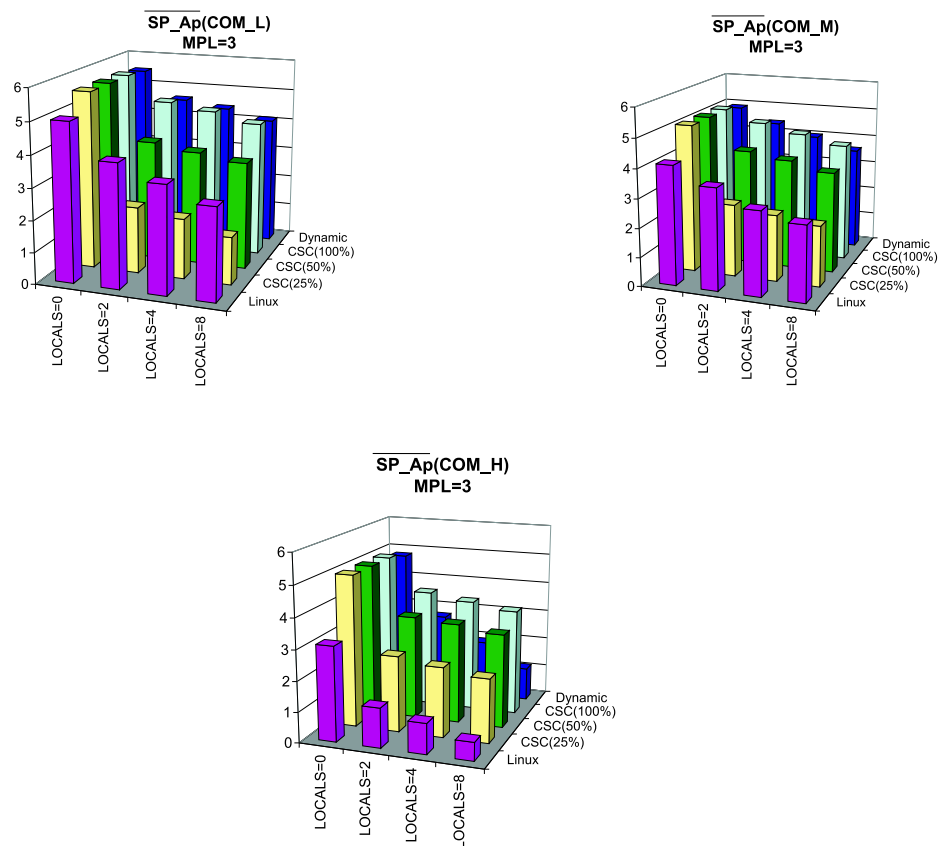 SP_Ap(COM_L)
MPL=3
6
5
4
3
2
1
0
Dynamic
CSC(100%)
CSC(50%)
CSC(25%)
Linux
LOCALS=0
LOCALS=2
LOCALS=4
LOCALS=8
SP_Ap(COM_M)
MPL=3
6
5
4
3
2
1
0
Dynamic
CSC(100%)
CSC(50%)
CSC(25%)
Linux
LOCALS=0
LOCALS=2
LOCALS=4
LOCALS=8
SP_Ap(COM_H)
MPL=3
6
5
4
3
2
1
0
Dynamic
CSC(100%)
CSC(50%)
CSC(25%)
Linux
LOCALS=0
LOCALS=2
LOCALS=4
LOCALS=8